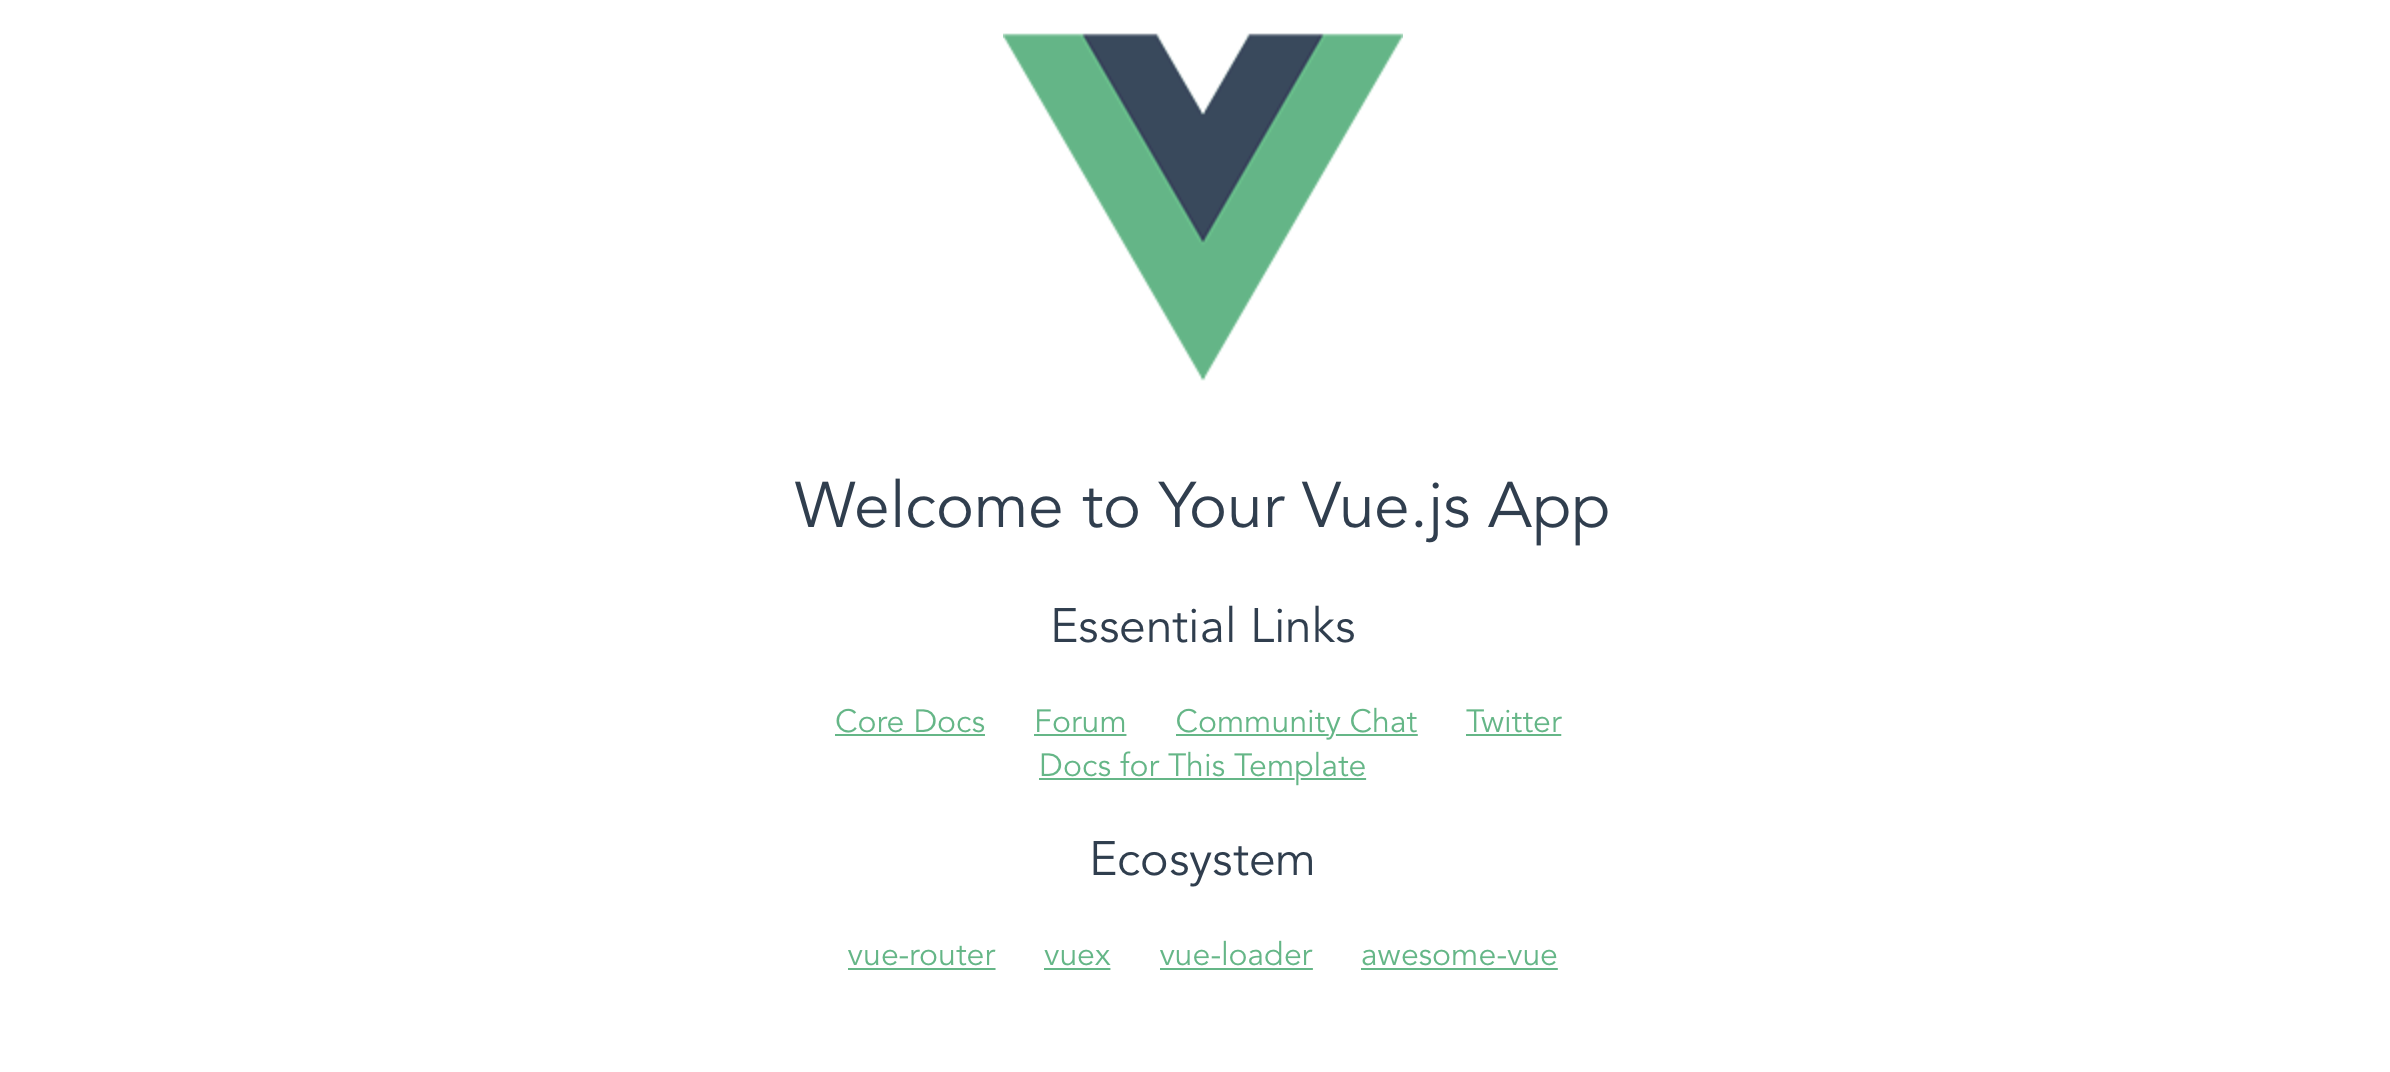 Welcome to Your Vue.js App
Essential Links
Core Docs Forum Community Chat Twitter
Docs for This Template
Ecosystem
vue-router vuex vue-loader awesome-vue